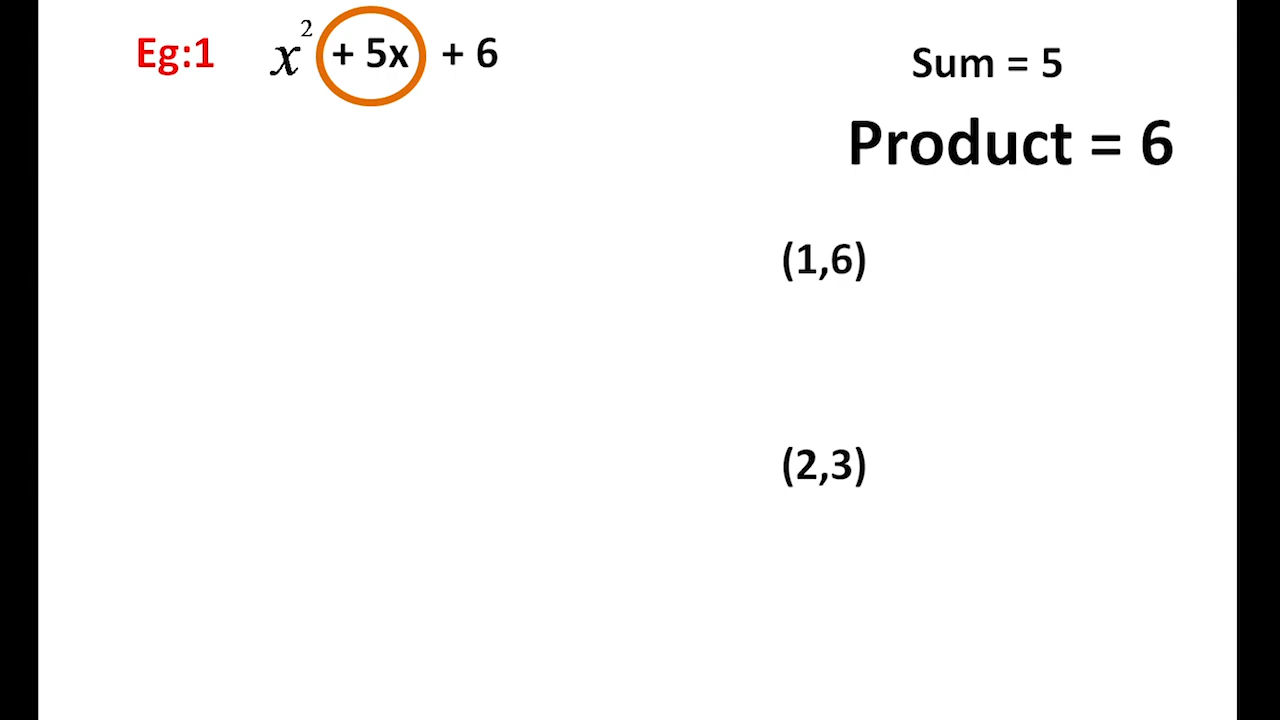 Eg:1 x² + 5x + 6
Sum = 5
Product = 6
(1,6)
(2,3)